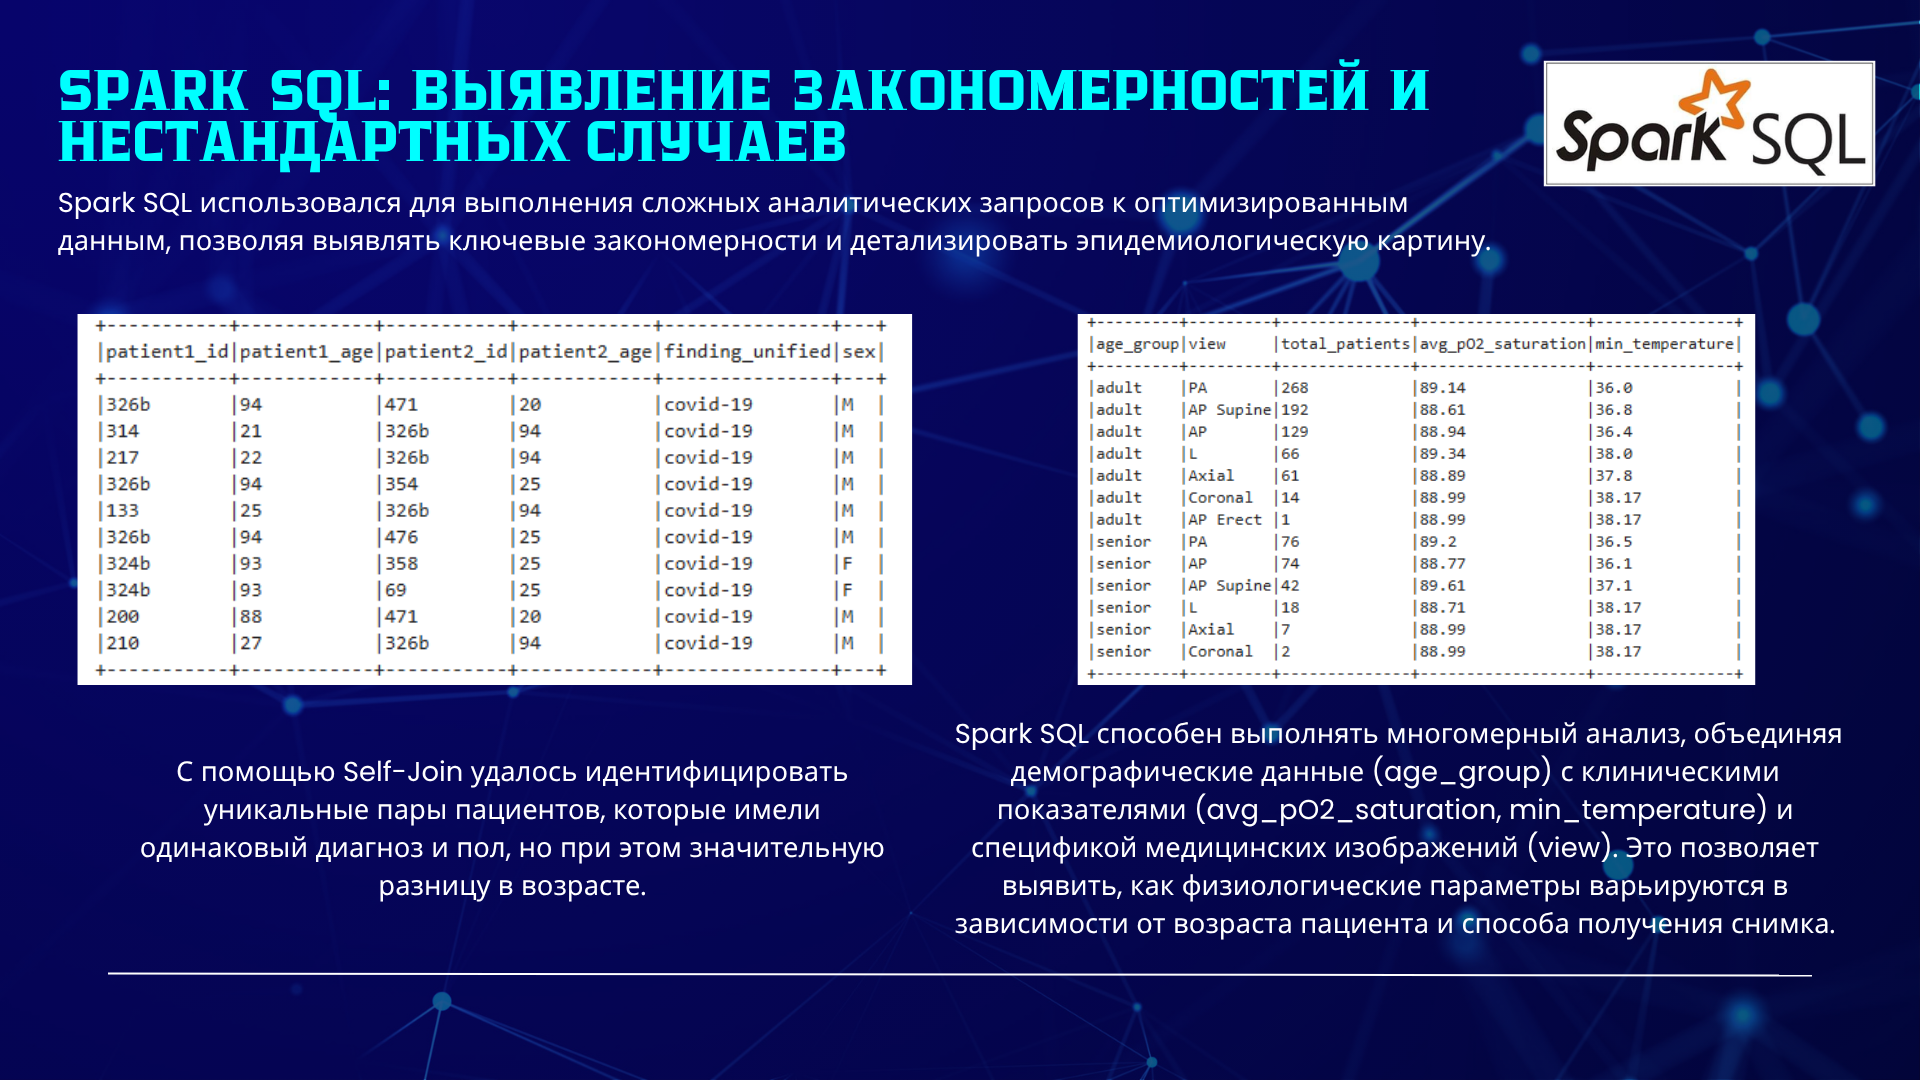 SPARK SQL: ВЫЯВЛЕНИЕ ЗАКОНОМЕРНОСТЕЙ И
НЕСТАНДАРТНЫХ СЛУЧАЕВ
Spark SQL
Spark SQL использовался для выполнения сложных аналитических запросов к оптимизированным
данным, позволяя выявлять ключевые закономерности и детализировать эпидемиологическую картину.
+-----------+------------+-----------+------------+---------------+---+
|patient1_id|patient1_age|patient2_id|patient2_age|finding_unified|sex|
+-----------+------------+-----------+------------+---------------+---+
|326b |94 |471 |20 |covid-19 |M |
|314 |21 |326b |94 |covid-19 |M |
|217 |22 |326b |94 |covid-19 |M |
|326b |94 |354 |25 |covid-19 |M |
|133 |25 |326b |94 |covid-19 |M |
|326b |94 |476 |25 |covid-19 |M |
|324b |93 |358 |25 |covid-19 |F |
|324b |93 |69 |25 |covid-19 |F |
|200 |88 |471 |20 |covid-19 |M |
|210 |27 |326b |94 |covid-19 |M |
+-----------+------------+-----------+------------+---------------+---+
+---------+---------+--------------+------------------+---------------+
|age_group|view |total_patients|avg_pO2_saturation|min_temperature|
+---------+---------+--------------+------------------+---------------+
|adult |PA |268 |89.14 |36.0 |
|adult |AP Supine|192 |88.61 |36.8 |
|adult |AP |129 |88.94 |36.4 |
|adult |L |66 |89.34 |38.0 |
|adult |Axial |61 |88.89 |37.8 |
|adult |Coronal |14 |88.99 |38.17 |
|adult |AP Erect |1 |88.99 |38.17 |
|senior |PA |76 |89.2 |36.5 |
|senior |AP |74 |88.77 |36.1 |
|senior |AP Supine|42 |89.61 |37.1 |
|senior |L |18 |88.71 |38.17 |
|senior |Axial |7 |88.99 |38.17 |
|senior |Coronal |2 |88.99 |38.17 |
+---------+---------+--------------+------------------+---------------+
С помощью Self-Join удалось идентифицировать
уникальные пары пациентов, которые имели
одинаковый диагноз и пол, но при этом значительную
разницу в возрасте.
Spark SQL способен выполнять многомерный анализ, объединяя
демографические данные (age_group) с клиническими
показателями (avg_pO2_saturation, min_temperature) и
спецификой медицинских изображений (view). Это позволяет
выявить, как физиологические параметры варьируются в
зависимости от возраста пациента и способа получения снимка.